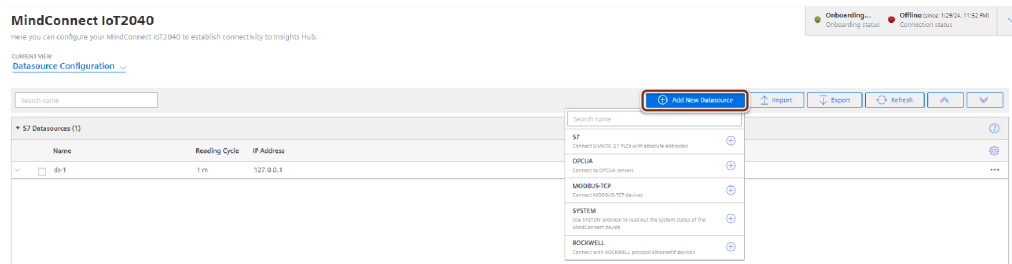 MindConnect IoT2040
Here you can configure your MindConnect IoT2040 to establish connectivity to Insights Hub.
Onboarding...
Onboarding status
Offline (since: 1/29/24, 11:52 PM)
Connection status
CURRENT VIEW
Datasource Configuration
Search name
Add New Datasource
Import
Export
Refresh
S7 Datasources (1)
Name Reading Cycle IP Address
ds-1 1 m 127.0.0.1
Search name
S7
Connect SIMATIC S7 PLCs with absolute addresses
OPCUA
Connect to OPCUA servers
MODBUS-TCP
Connect MODBUS-TCP devices
SYSTEM
Use SYSTEM protocol to read out the system status of the
MindConnect device
ROCKWELL
Connect with ROCKWELL protocol EthernetIP devices